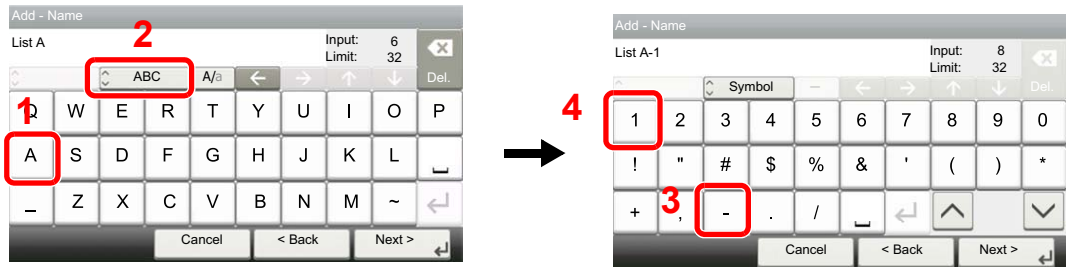 Add - Name
List A
Input: 6
Limit: 32
Del.
ABC
A/a
Q W E R T Y U I O P
A S D F G H J K L
_ Z X C V B N M ~
Cancel
< Back
Next >
1
2
Add - Name
List A-1
Input: 8
Limit: 32
Del.
Symbol
1 2 3 4 5 6 7 8 9 0
! " # $ % & ' ( ) *
+ , - . /
Cancel
< Back
Next >
3
4